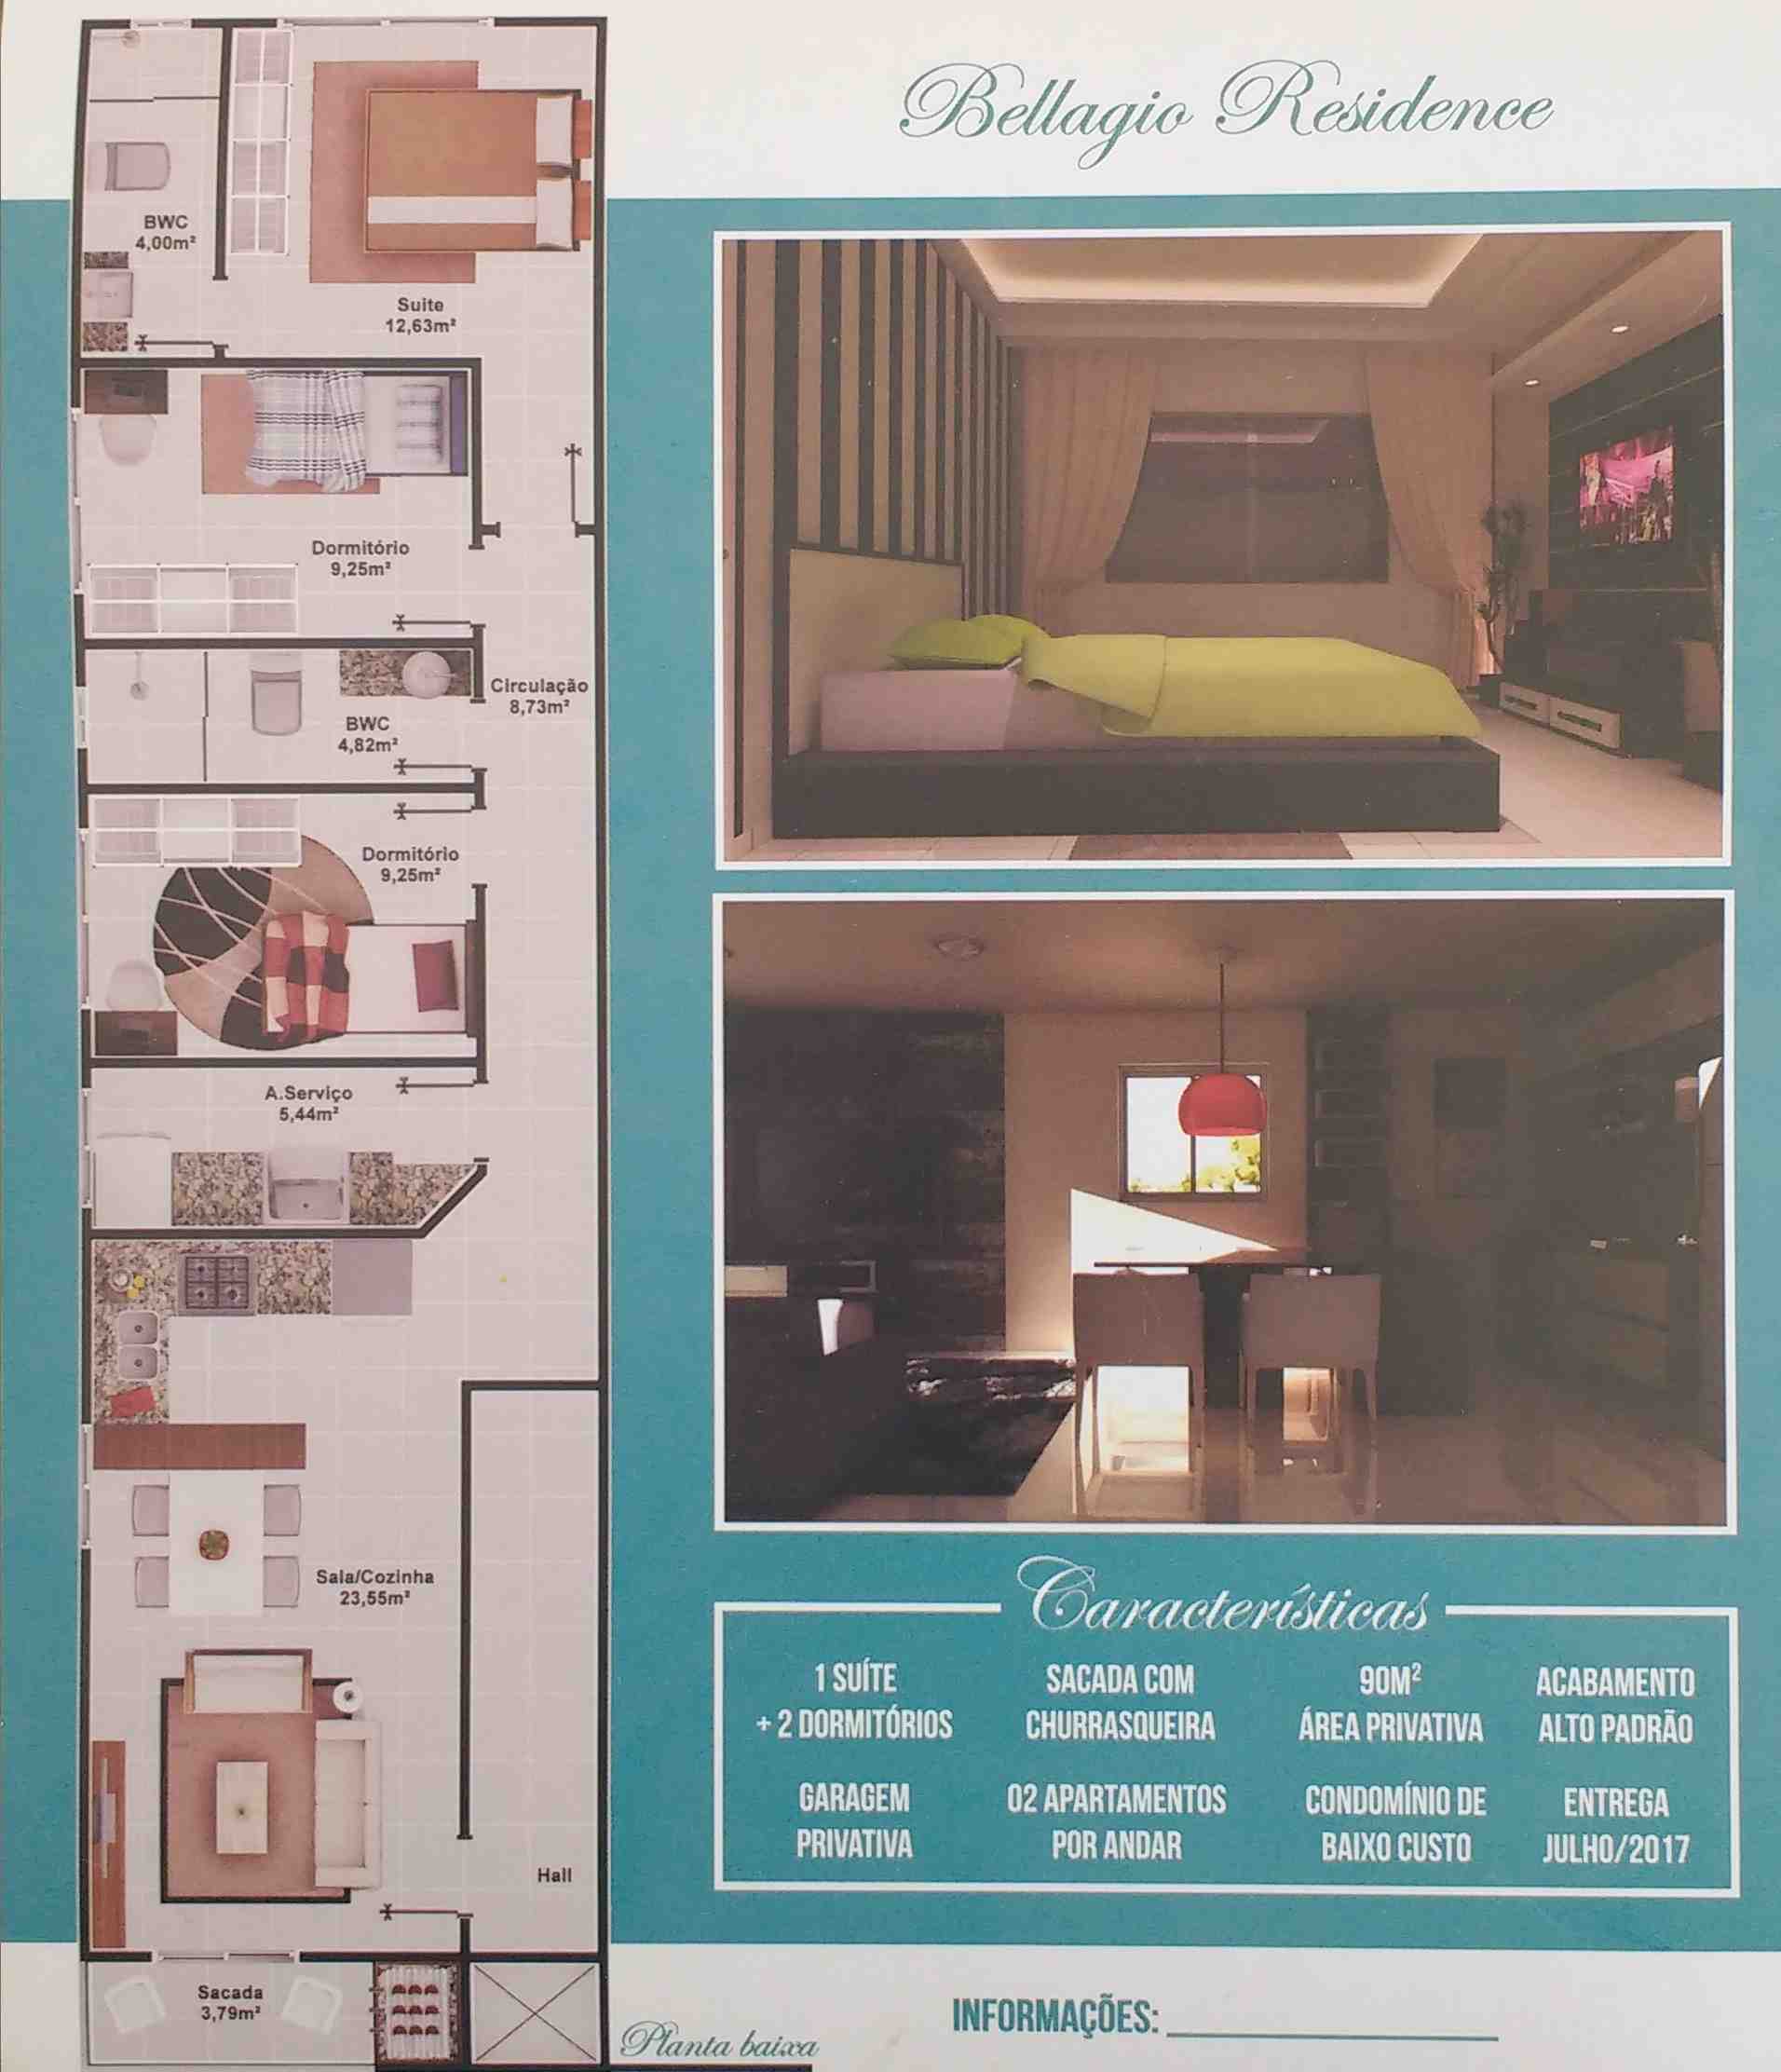 Bellagio Residence
BWC
4,00m²
Suite
12,63m²
Dormitório
9,25m²
Circulação
8,73m²
BWC
4,82m²
Dormitório
9,25m²
A.Serviço
5,44m²
Sala/Cozinha
23,55m²
Hall
Sacada
3,79m²
Planta baixa
Características
1 SUÍTE
+ 2 DORMITÓRIOS
SACADA COM
CHURRASQUEIRA
90M²
ÁREA PRIVATIVA
ACABAMENTO
ALTO PADRÃO
GARAGEM
PRIVATIVA
02 APARTAMENTOS
POR ANDAR
CONDOMÍNIO DE
BAIXO CUSTO
ENTREGA
JULHO/2017
INFORMAÇÕES: